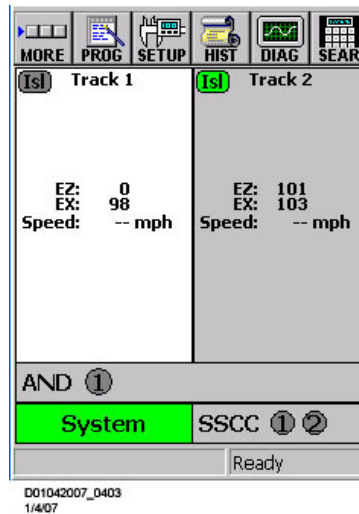 MORE PROG SETUP HIST DIAG SEAR
Isl Track 1 Isl Track 2
EZ: 0 EZ: 101
EX: 98 EX: 103
Speed: -- mph Speed: -- mph
AND 1
System SSCC 1 2
Ready
D01042007_0403
1/4/07